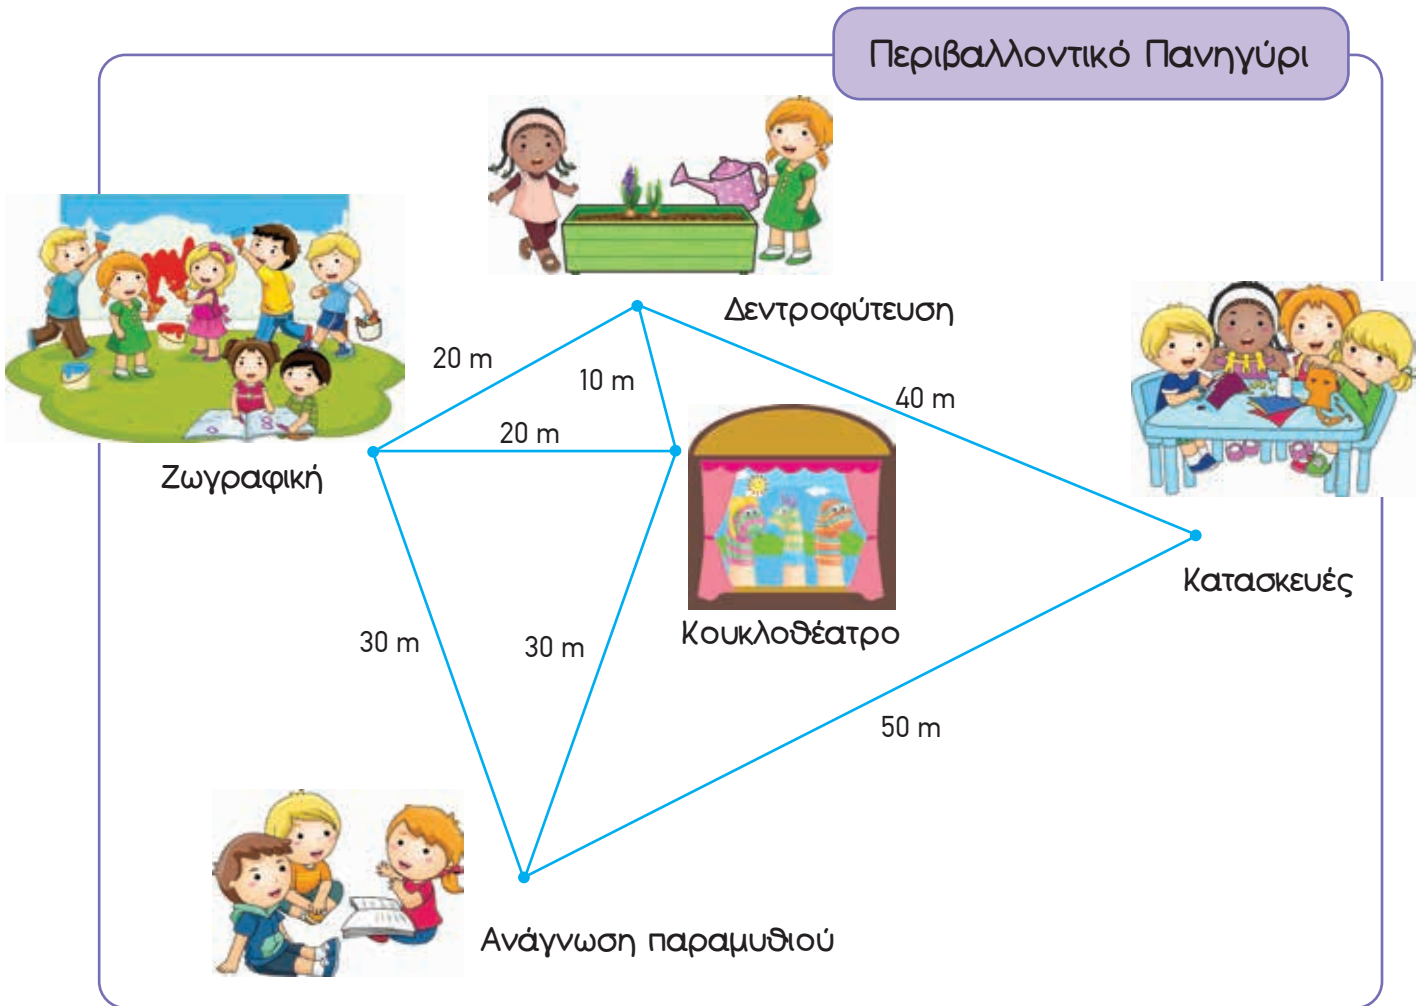 Περιβαλλοντικό Πανηγύρι
Δεντροφύτευση
20 m
10 m
40 m
20 m
Ζωγραφική
Κατασκευές
Κουκλοθέατρο
30 m
30 m
50 m
Ανάγνωση παραμυθιού